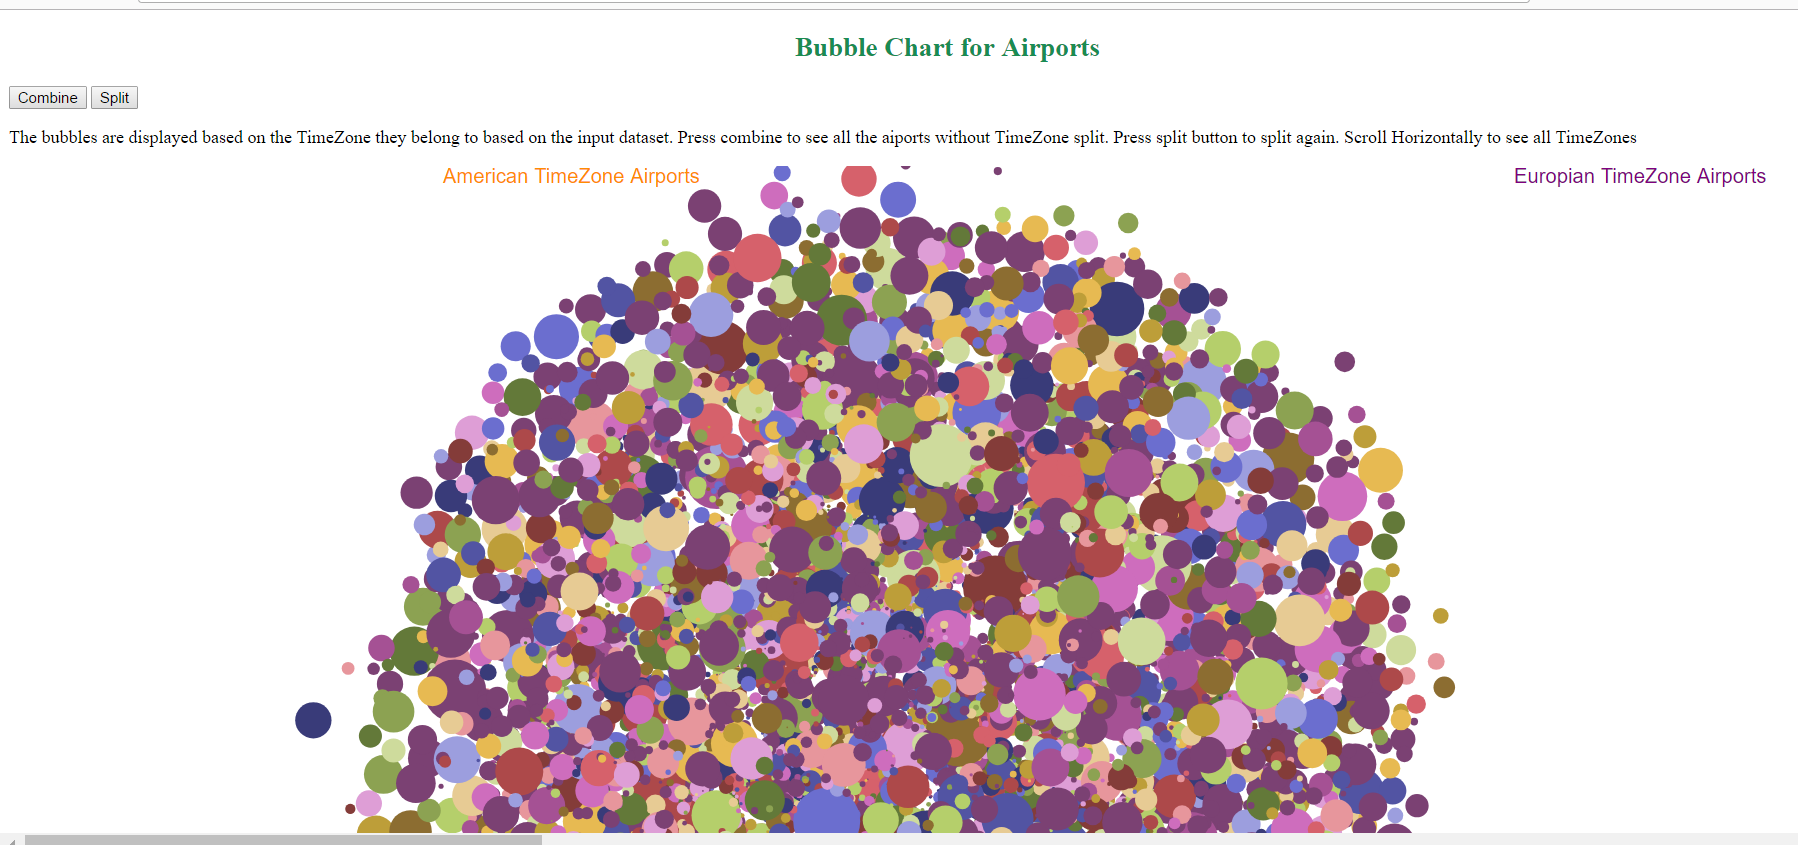 Bubble Chart for Airports
Combine Split
The bubbles are displayed based on the TimeZone they belong to based on the input dataset. Press combine to see all the aiports without TimeZone split. Press split button to split again. Scroll Horizontally to see all TimeZones
American TimeZone Airports
Europian TimeZone Airports